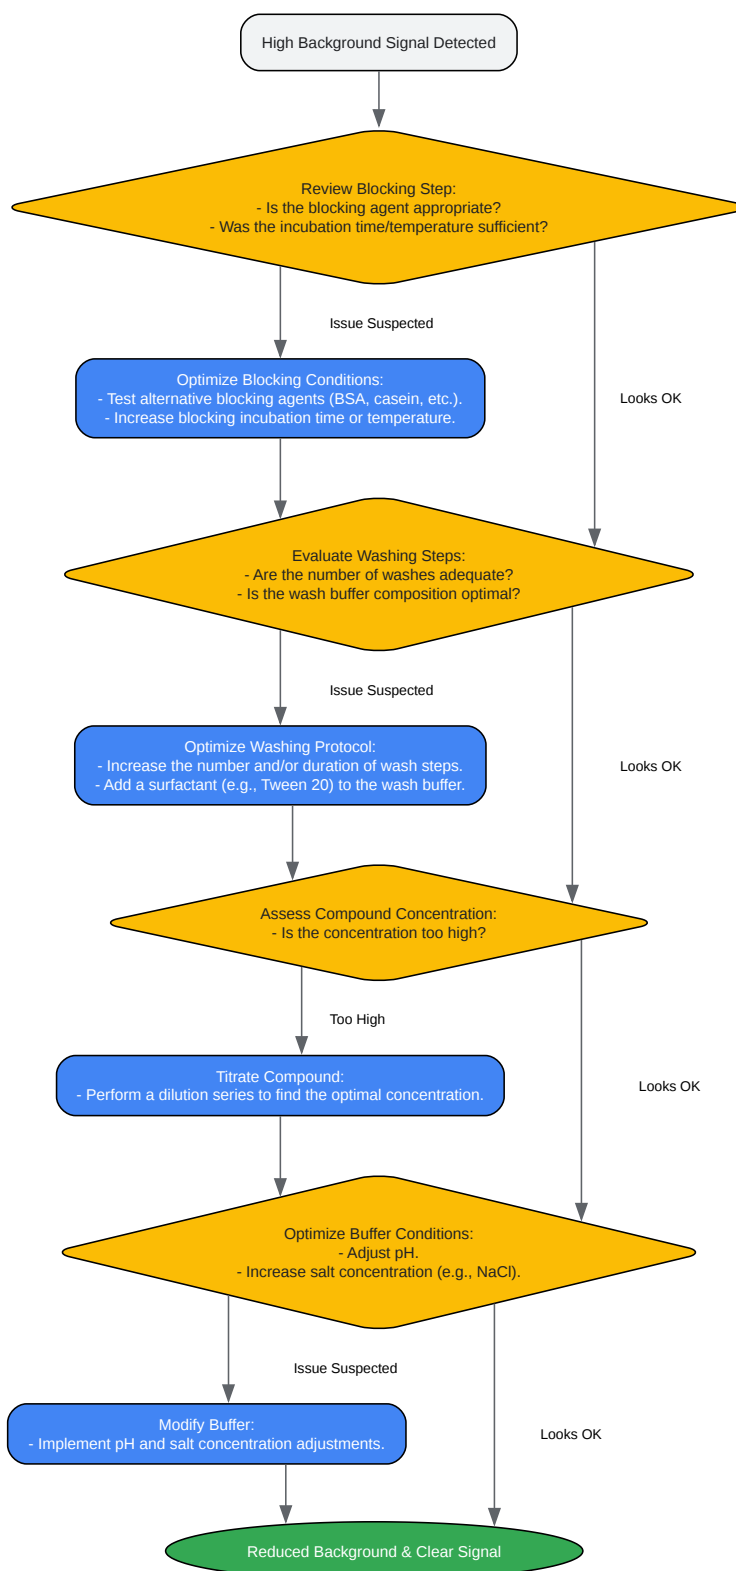 High Background Signal Detected
Review Blocking Step:
- Is the blocking agent appropriate?
- Was the incubation time/temperature sufficient?
Issue Suspected
Optimize Blocking Conditions:
- Test alternative blocking agents (BSA, casein, etc.).
- Increase blocking incubation time or temperature.
Looks OK
Evaluate Washing Steps:
- Are the number of washes adequate?
- Is the wash buffer composition optimal?
Issue Suspected
Optimize Washing Protocol:
- Increase the number and/or duration of wash steps.
- Add a surfactant (e.g., Tween 20) to the wash buffer.
Looks OK
Assess Compound Concentration:
- Is the concentration too high?
Too High
Titrate Compound:
- Perform a dilution series to find the optimal concentration.
Looks OK
Optimize Buffer Conditions:
- Adjust pH.
- Increase salt concentration (e.g., NaCl).
Issue Suspected
Modify Buffer:
- Implement pH and salt concentration adjustments.
Looks OK
Reduced Background & Clear Signal